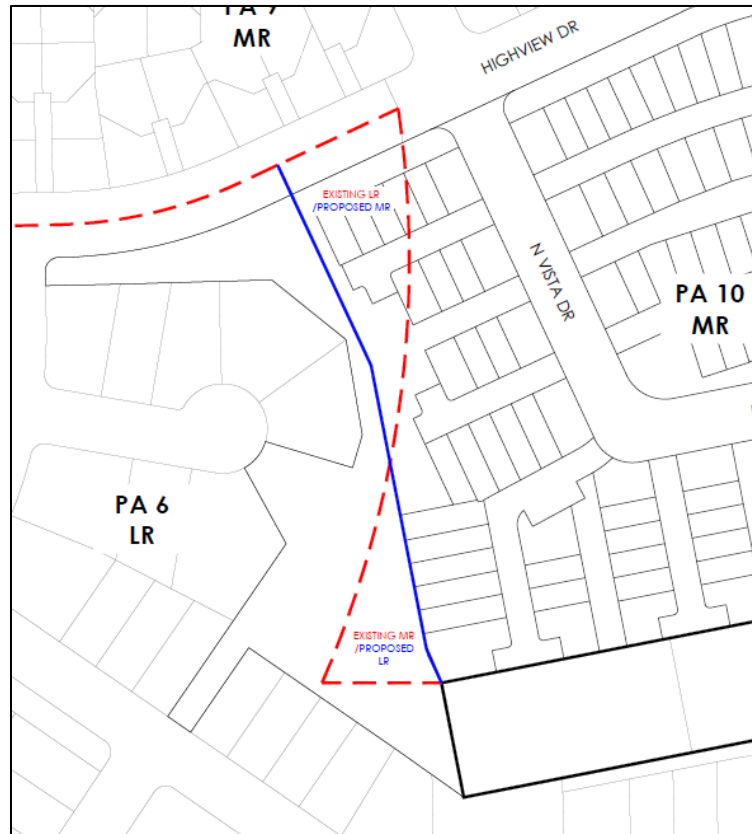 PA 7
MR
HIGHVIEW DR
EXISTING LR
/PROPOSED MR
N VISTA DR
PA 10
MR
PA 6
LR
EXISTING MR
/PROPOSED
LR